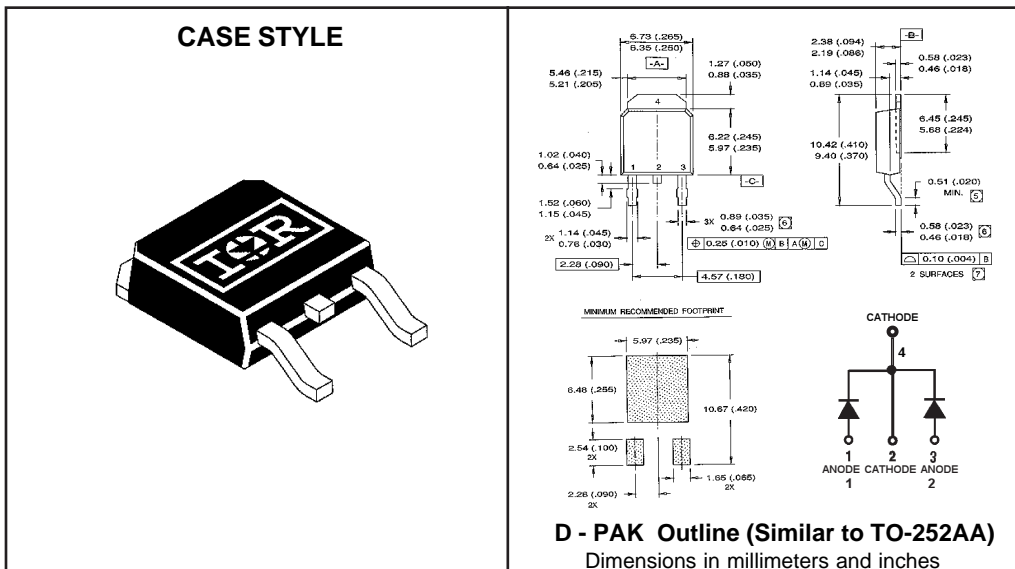 CASE STYLE
IOR
6.73 (.265)
6.35 (.250)
-A-
5.46 (.215)
5.21 (.205)
1.27 (.050)
0.88 (.035)
4
6.22 (.245)
5.97 (.235)
1.02 (.040)
0.64 (.025)
1 2 3
-C-
1.52 (.060)
1.15 (.045)
2X 1.14 (.045)
0.76 (.030)
3X 0.89 (.035)
0.64 (.025) 6
⌖ 0.25 (.010) Ⓜ B A Ⓜ C
2.28 (.090)
4.57 (.180)
-B-
2.38 (.094)
2.19 (.086)
0.58 (.023)
0.46 (.018)
1.14 (.045)
0.89 (.035)
6.45 (.245)
5.68 (.224)
10.42 (.410)
9.40 (.370)
0.51 (.020)
MIN. 5
0.58 (.023)
0.46 (.018) 6
⌓ 0.10 (.004) B
2 SURFACES 7
MINIMUM RECOMMENDED FOOTPRINT
5.97 (.235)
6.48 (.255)
10.67 (.420)
2.54 (.100)
2X
1.65 (.065)
2X
2.28 (.090)
2X
CATHODE
4
1 2 3
ANODE CATHODE ANODE
1 2
D - PAK Outline (Similar to TO-252AA)
Dimensions in millimeters and inches